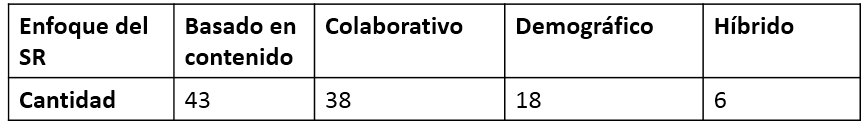 Enfoque del Basado en Colaborativo Demográfico Híbrido
SR contenido
Cantidad 43 38 18 6